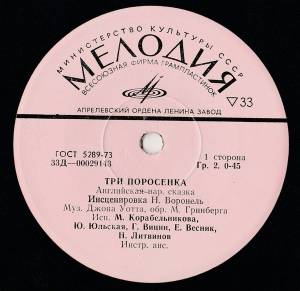 МИНИСТЕРСТВО КУЛЬТУРЫ СССР
МЕЛОДИЯ
ВСЕСОЮЗНАЯ ФИРМА ГРАМПЛАСТИНОК
АПРЕЛЕВСКИЙ ОРДЕНА ЛЕНИНА ЗАВОД
▽33
ГОСТ 5289-73
33Д—00029143
1 сторона
Гр. 2. 0-45
ТРИ ПОРОСЕНКА
Английская нар. сказка
Инсценировка Н. Воронель
Муз. Джона Уотта, обр. М. Гринберга
Исп. М. Корабельникова,
Ю. Юльская, Г. Вицин, Е. Весник,
Н. Литвинов
Инстр. анс.